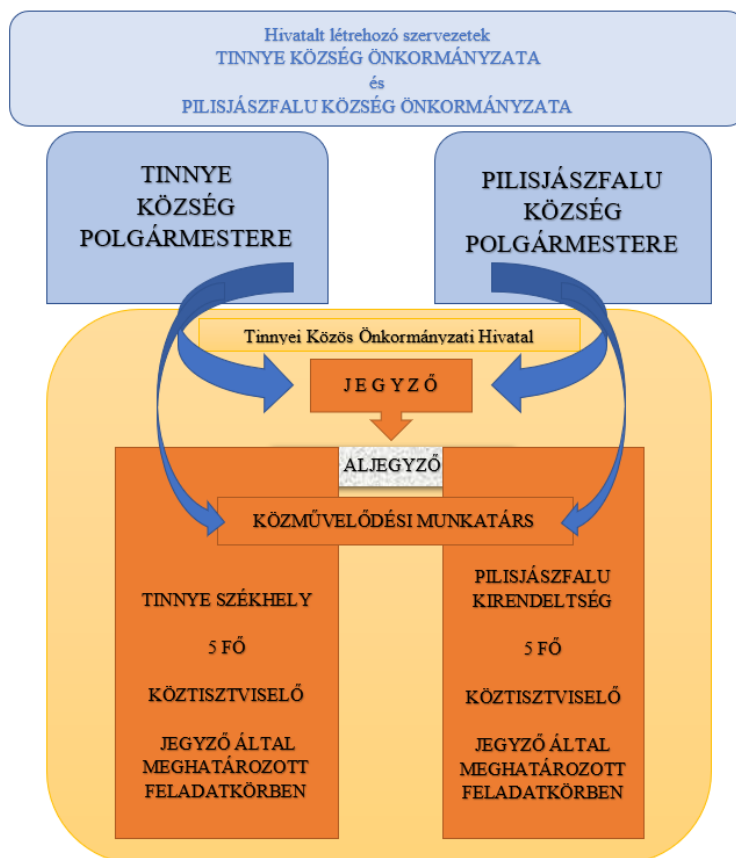 Hivatalt létrehozó szervezetek
TINNYE KÖZSÉG ÖNKORMÁNYZATA
és
PILISJÁSZFALU KÖZSÉG ÖNKORMÁNYZATA
TINNYE
KÖZSÉG
POLGÁRMESTERE
PILISJÁSZFALU
KÖZSÉG
POLGÁRMESTERE
Tinnyei Közös Önkormányzati Hivatal
J E G Y Z Ő
ALJEGYZŐ
KÖZMŰVELŐDÉSI MUNKATÁRS
TINNYE SZÉKHELY
5 FŐ
KÖZTISZTVISELŐ
JEGYZŐ ÁLTAL
MEGHATÁROZOTT
FELADATKÖRBEN
PILISJÁSZFALU
KIRENDELTSÉG
5 FŐ
KÖZTISZTVISELŐ
JEGYZŐ ÁLTAL
MEGHATÁROZOTT
FELADATKÖRBEN